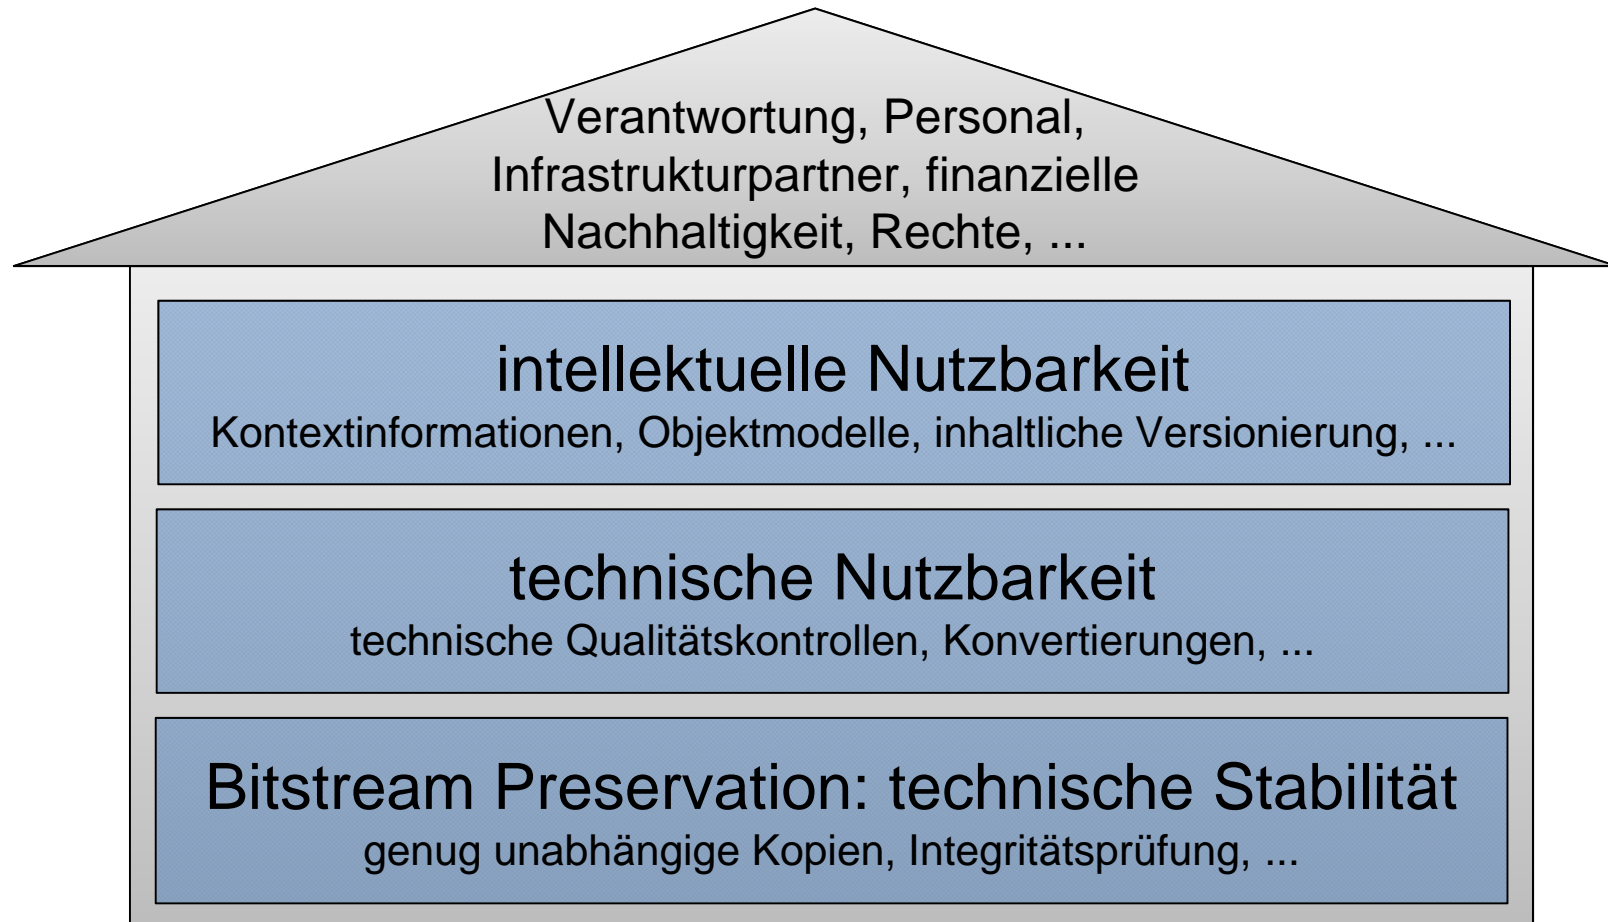 Verantwortung, Personal,
Infrastrukturpartner, finanzielle
Nachhaltigkeit, Rechte, ...
intellektuelle Nutzbarkeit
Kontextinformationen, Objektmodelle, inhaltliche Versionierung, ...
technische Nutzbarkeit
technische Qualitätskontrollen, Konvertierungen, ...
Bitstream Preservation: technische Stabilität
genug unabhängige Kopien, Integritätsprüfung, ...